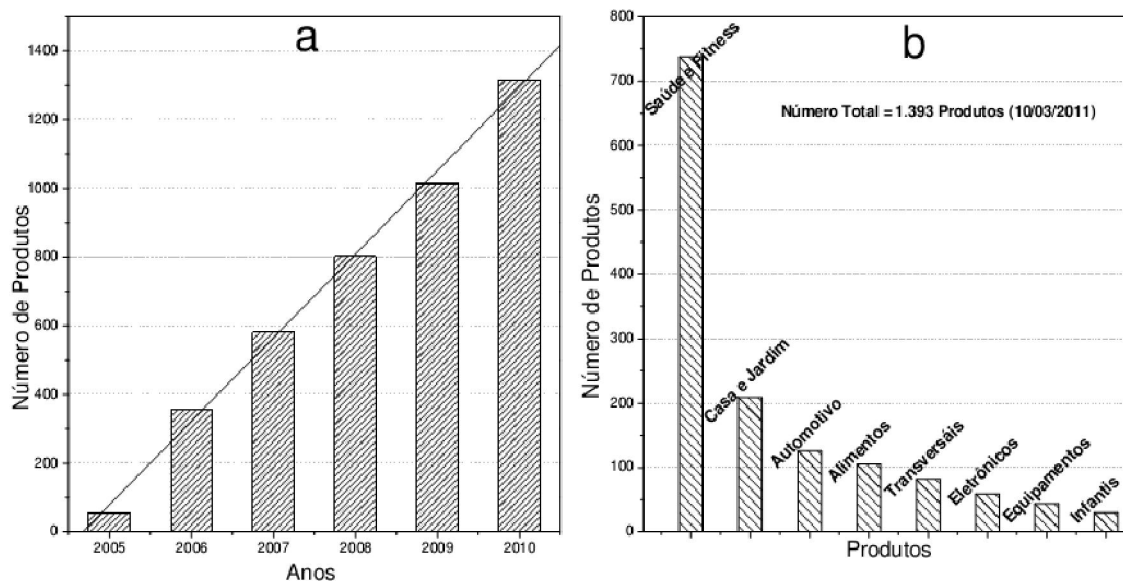 a
1400
1200
1000
800
600
400
200
0
Número de Produtos
2005 2006 2007 2008 2009 2010
Anos
b
800
700
600
500
400
300
200
100
0
Número de Produtos
Número Total = 1.393 Produtos (10/03/2011)
Saúde e Fitness
Casa e Jardim
Automotivo
Alimentos
Transversáis
Eletrônicos
Equipamentos
Infantis
Produtos